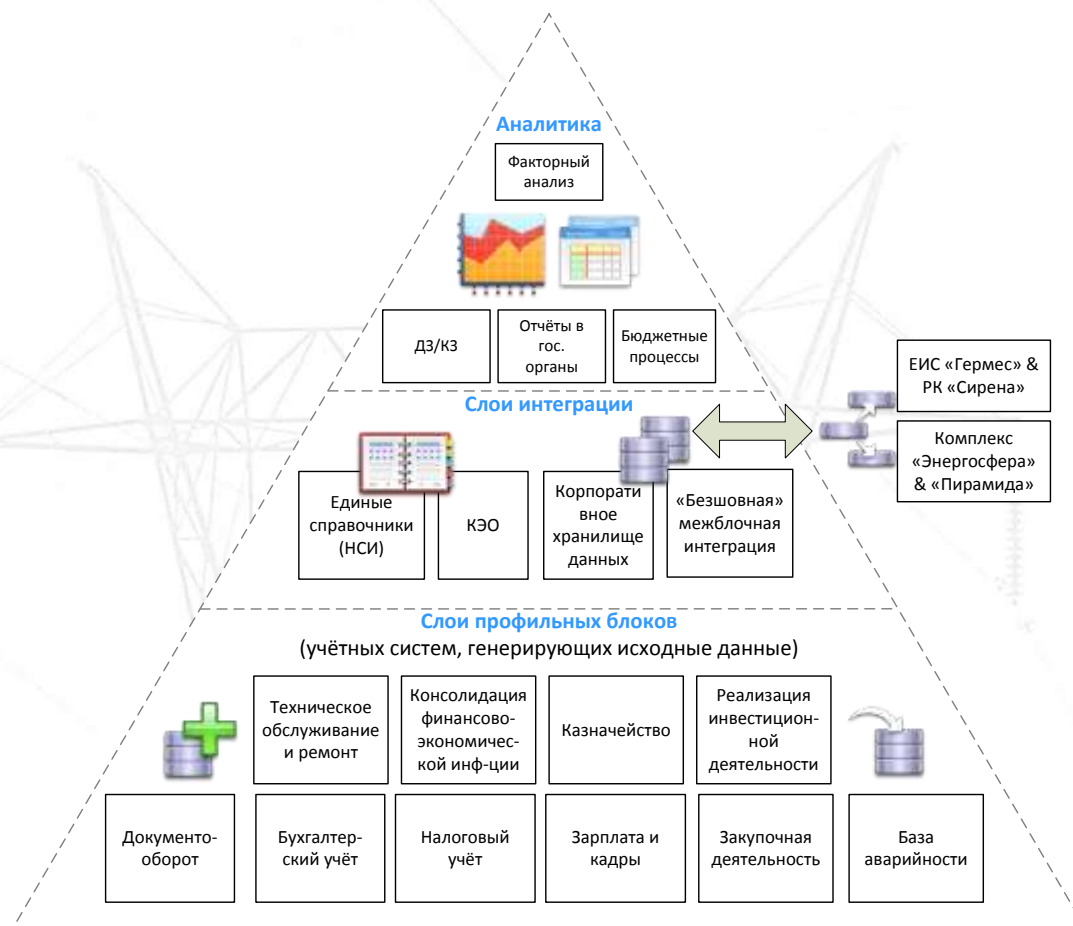 Аналитика
Факторный
анализ
ДЗ/КЗ
Отчёты в
гос.
органы
Бюджетные
процессы
Слои интеграции
ЕИС «Гермес» &
РК «Сирена»
Комплекс
«Энергосфера»
& «Пирамида»
Единые
справочники
(НСИ)
КЭО
Корпорати
вное
хранилище
данных
«Безшовная»
межблочная
интеграция
Слои профильных блоков
(учётных систем, генерирующих исходные данные)
Техническое
обслуживание
и ремонт
Консолидация
финансово-
экономичес-
кой инф-ции
Казначейство
Реализация
инвестицион-
ной
деятельности
Документо-
оборот
Бухгалтер-
ский учёт
Налоговый
учёт
Зарплата и
кадры
Закупочная
деятельность
База
аварийности